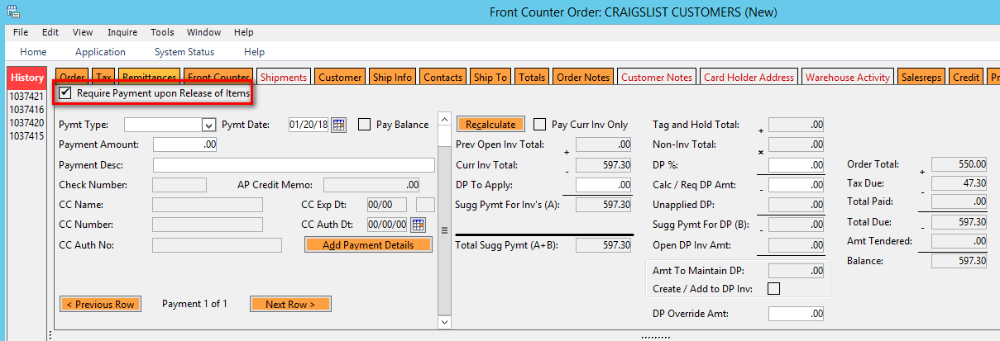 Front Counter Order: CRAIGSLIST CUSTOMERS (New)
File Edit View Inquire Tools Window Help
Home Application System Status Help
History Order Tax Remittances Front Counter Shipments Customer Ship Info Contacts Ship To Totals Order Notes Customer Notes Card Holder Address Warehouse Activity Salesreps Credit
1037421
1037416
1037420
1037415
Require Payment upon Release of Items
Pymt Type: Pymt Date: 01/20/18 Pay Balance
Payment Amount: .00
Payment Desc:
Check Number: AP Credit Memo: .00
CC Name: CC Exp Dt: 00/00
CC Number: CC Auth Dt: 00/00/00
CC Auth No: Add Payment Details
< Previous Row Payment 1 of 1 Next Row >
Recalculate Pay Curr Inv Only
Prev Open Inv Total: + .00
Curr Inv Total: - 597.30
DP To Apply: .00
Sugg Pymt For Inv's (A): 597.30
Total Sugg Pymt (A+B): 597.30
Tag and Hold Total: + .00
Non-Inv Total: × .00
DP %: .00
Calc / Req DP Amt: - .00
Unapplied DP: .00
Sugg Pymt For DP (B): - .00
Open DP Inv Amt: .00
Amt To Maintain DP: .00
Create / Add to DP Inv:
DP Override Amt: .00
Order Total: + 550.00
Tax Due: - 47.30
Total Paid: .00
Total Due: - 597.30
Amt Tendered: .00
Balance: 597.30